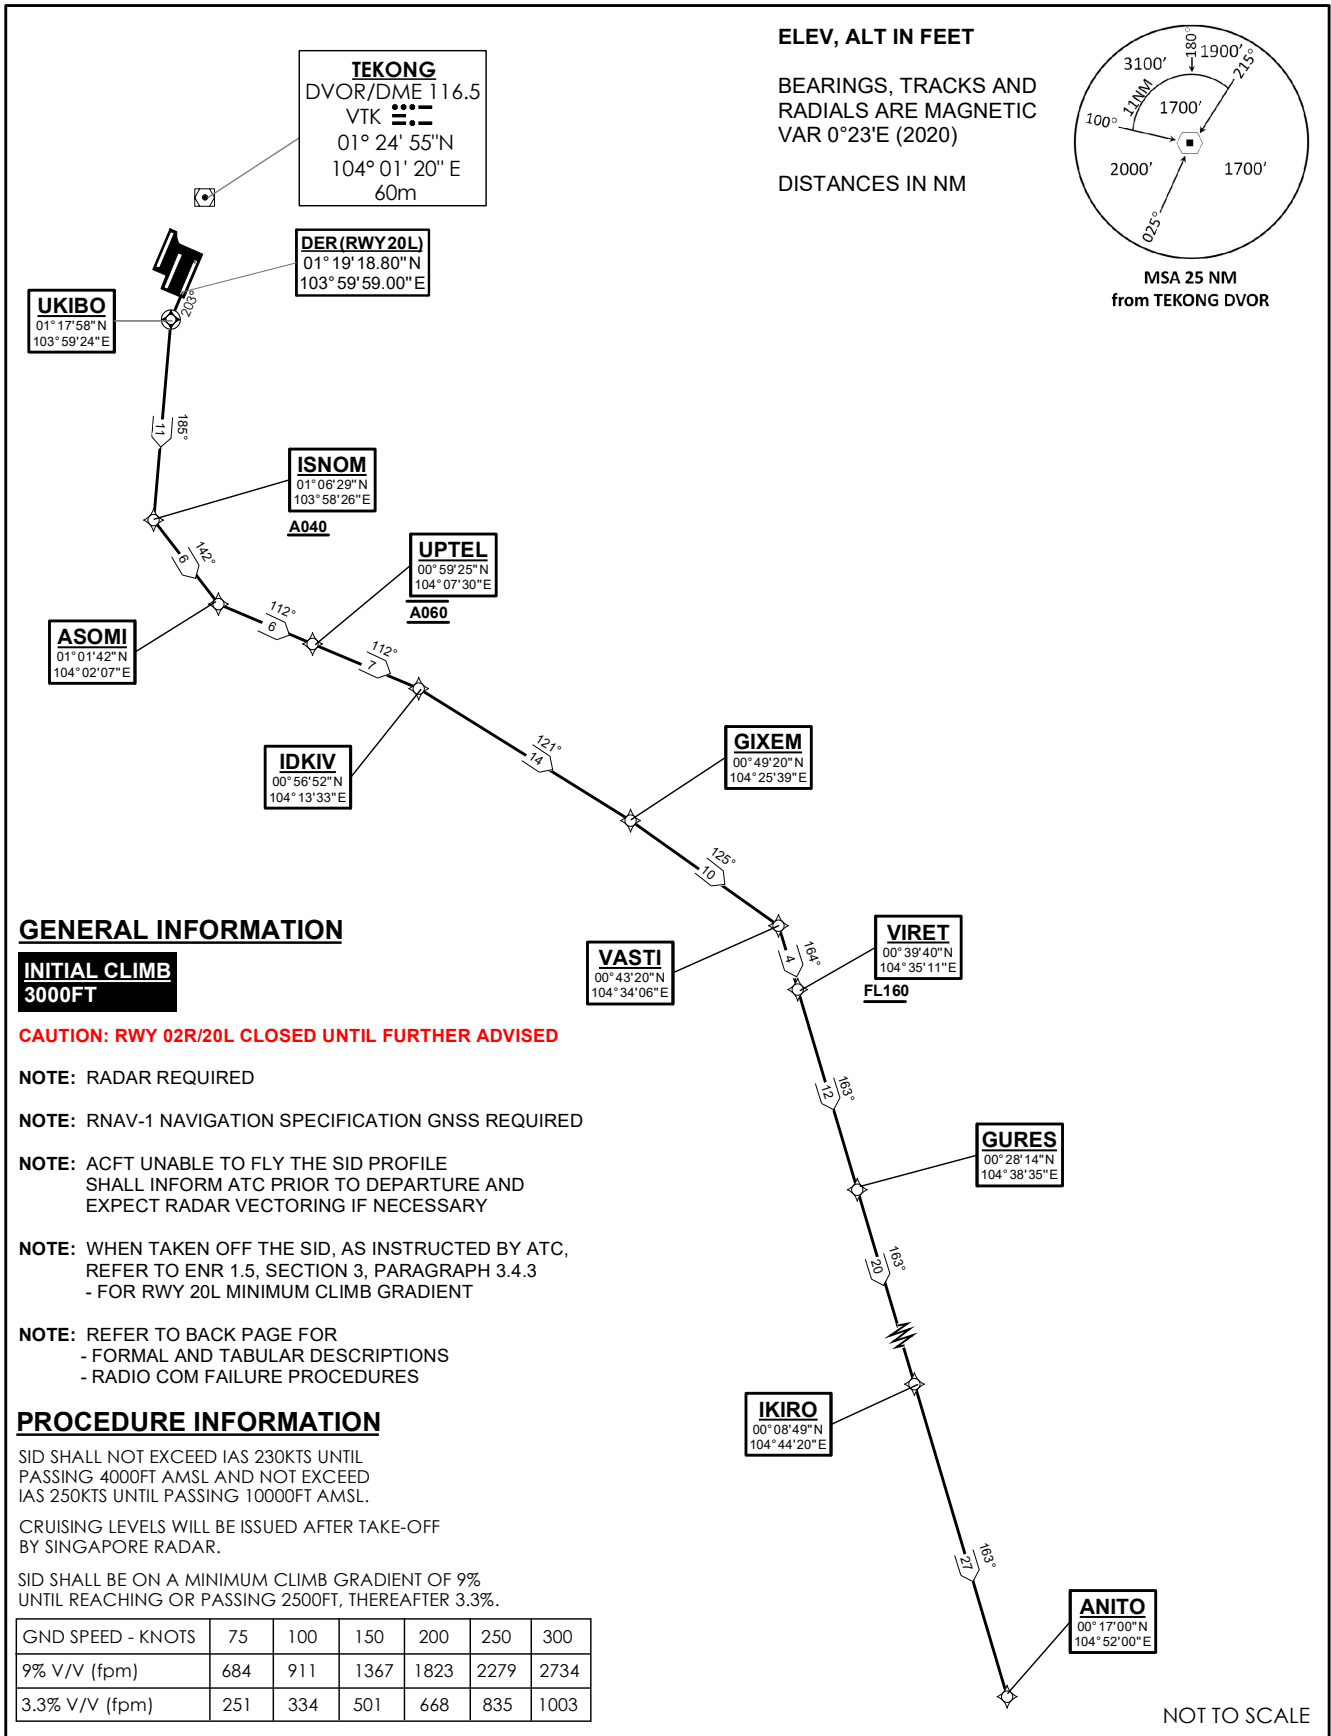 TEKONG
DVOR/DME 116.5
VTK
01° 24' 55"N
104° 01' 20" E
60m
ELEV, ALT IN FEET
BEARINGS, TRACKS AND
RADIALS ARE MAGNETIC
VAR 0°23'E (2020)
DISTANCES IN NM
3100'
180°
1900'
215°
11NM
1700'
100°
2000'
1700'
025°
MSA 25 NM
from TEKONG DVOR
DER(RWY20L)
01°19'18.80"N
103°59'59.00"E
203°
UKIBO
01°17'58"N
103°59'24"E
11
185°
ISNOM
01°06'29"N
103°58'26"E
A040
6
142°
UPTEL
00°59'25"N
104°07'30"E
A060
ASOMI
01°01'42"N
104°02'07"E
112°
6
112°
7
IDKIV
00°56'52"N
104°13'33"E
121°
14
GIXEM
00°49'20"N
104°25'39"E
125°
10
VASTI
00°43'20"N
104°34'06"E
4
164°
VIRET
00°39'40"N
104°35'11"E
FL160
12
163°
GURES
00°28'14"N
104°38'35"E
20
163°
IKIRO
00°08'49"N
104°44'20"E
27
163°
ANITO
00°17'00"N
104°52'00"E
GENERAL INFORMATION
INITIAL CLIMB
3000FT
CAUTION: RWY 02R/20L CLOSED UNTIL FURTHER ADVISED
NOTE: RADAR REQUIRED
NOTE: RNAV-1 NAVIGATION SPECIFICATION GNSS REQUIRED
NOTE: ACFT UNABLE TO FLY THE SID PROFILE
SHALL INFORM ATC PRIOR TO DEPARTURE AND
EXPECT RADAR VECTORING IF NECESSARY
NOTE: WHEN TAKEN OFF THE SID, AS INSTRUCTED BY ATC,
REFER TO ENR 1.5, SECTION 3, PARAGRAPH 3.4.3
- FOR RWY 20L MINIMUM CLIMB GRADIENT
NOTE: REFER TO BACK PAGE FOR
- FORMAL AND TABULAR DESCRIPTIONS
- RADIO COM FAILURE PROCEDURES
PROCEDURE INFORMATION
SID SHALL NOT EXCEED IAS 230KTS UNTIL
PASSING 4000FT AMSL AND NOT EXCEED
IAS 250KTS UNTIL PASSING 10000FT AMSL.
CRUISING LEVELS WILL BE ISSUED AFTER TAKE-OFF
BY SINGAPORE RADAR.
SID SHALL BE ON A MINIMUM CLIMB GRADIENT OF 9%
UNTIL REACHING OR PASSING 2500FT, THEREAFTER 3.3%.
GND SPEED - KNOTS 75 100 150 200 250 300
9% V/V (fpm) 684 911 1367 1823 2279 2734
3.3% V/V (fpm) 251 334 501 668 835 1003
NOT TO SCALE